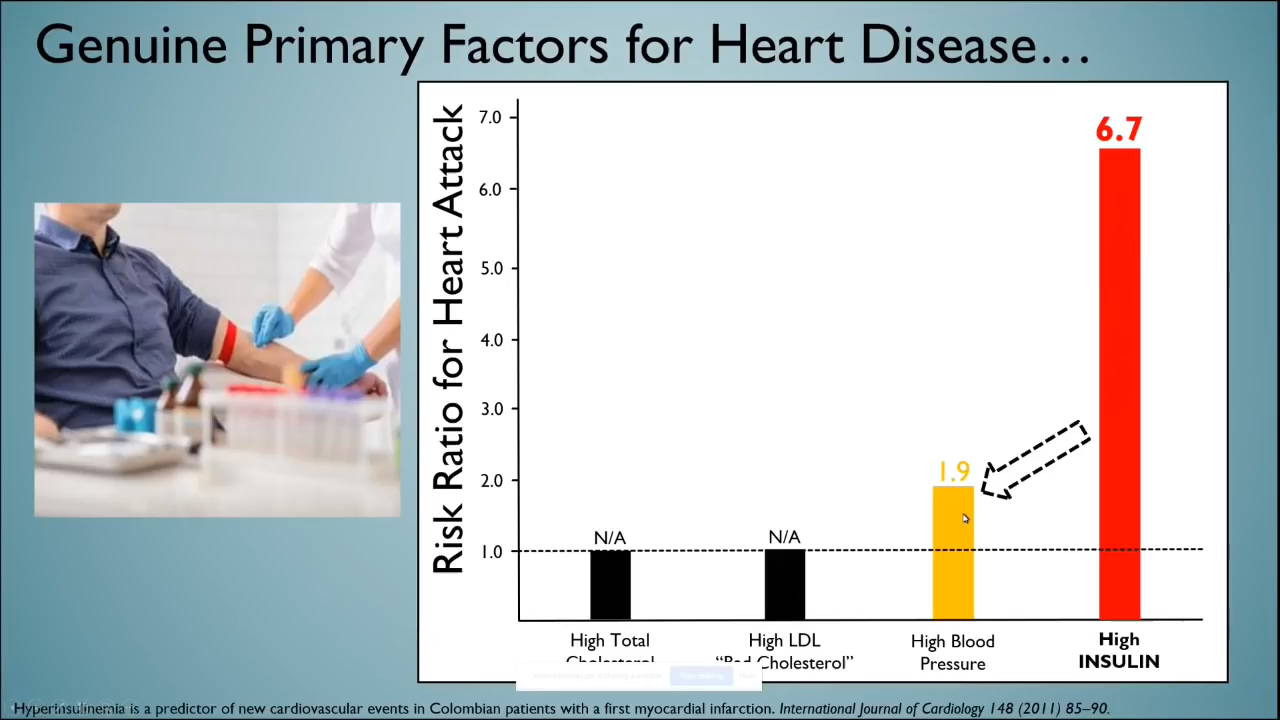 Genuine Primary Factors for Heart Disease…
Risk Ratio for Heart Attack
7.0
6.0
5.0
4.0
3.0
2.0
1.0
N/A
N/A
1.9
6.7
High Total
Cholesterol
High LDL
“Bad Cholesterol”
High Blood
Pressure
High
INSULIN
Hyperinsulinemia is a predictor of new cardiovascular events in Colombian patients with a first myocardial infarction. International Journal of Cardiology 148 (2011) 85–90.